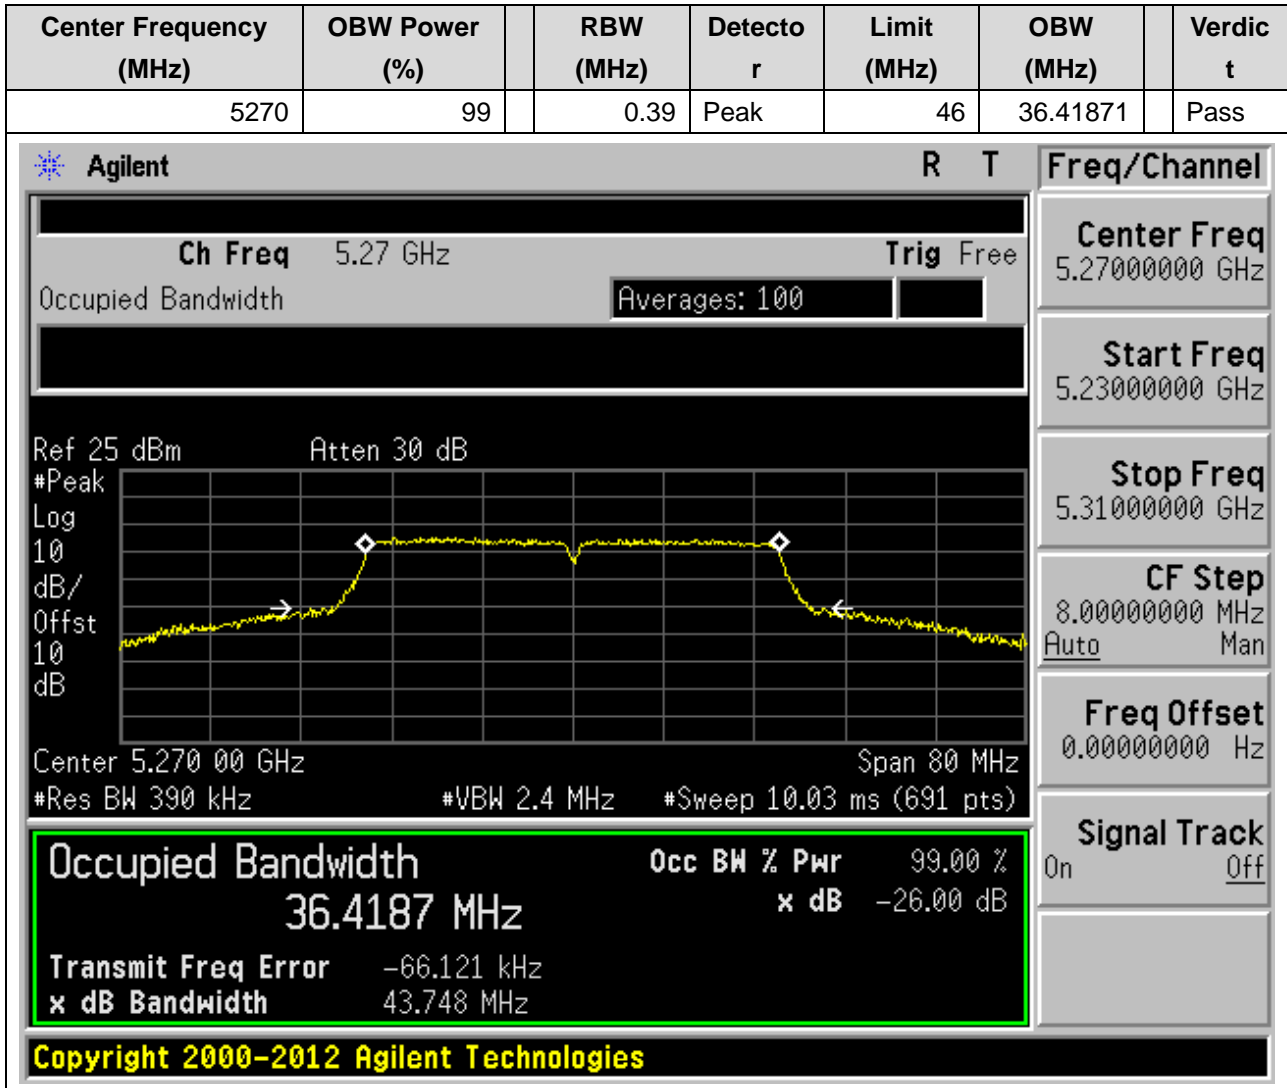 Center Frequency (MHz) OBW Power (%) RBW (MHz) Detecto r Limit (MHz) OBW (MHz) Verdic t
5270 99 0.39 Peak 46 36.41871 Pass
Agilent R T
Ch Freq 5.27 GHz Trig Free
Occupied Bandwidth Averages: 100
Ref 25 dBm Atten 30 dB
#Peak
Log
10
dB/
Offst
10
dB
Center 5.270 00 GHz Span 80 MHz
#Res BW 390 kHz #VBW 2.4 MHz #Sweep 10.03 ms (691 pts)
Occupied Bandwidth Occ BW % Pwr 99.00 %
36.4187 MHz x dB -26.00 dB
Transmit Freq Error -66.121 kHz
x dB Bandwidth 43.748 MHz
Copyright 2000-2012 Agilent Technologies
Freq/Channel
Center Freq
5.27000000 GHz
Start Freq
5.23000000 GHz
Stop Freq
5.31000000 GHz
CF Step
8.00000000 MHz
Auto Man
Freq Offset
0.00000000 Hz
Signal Track
On Off